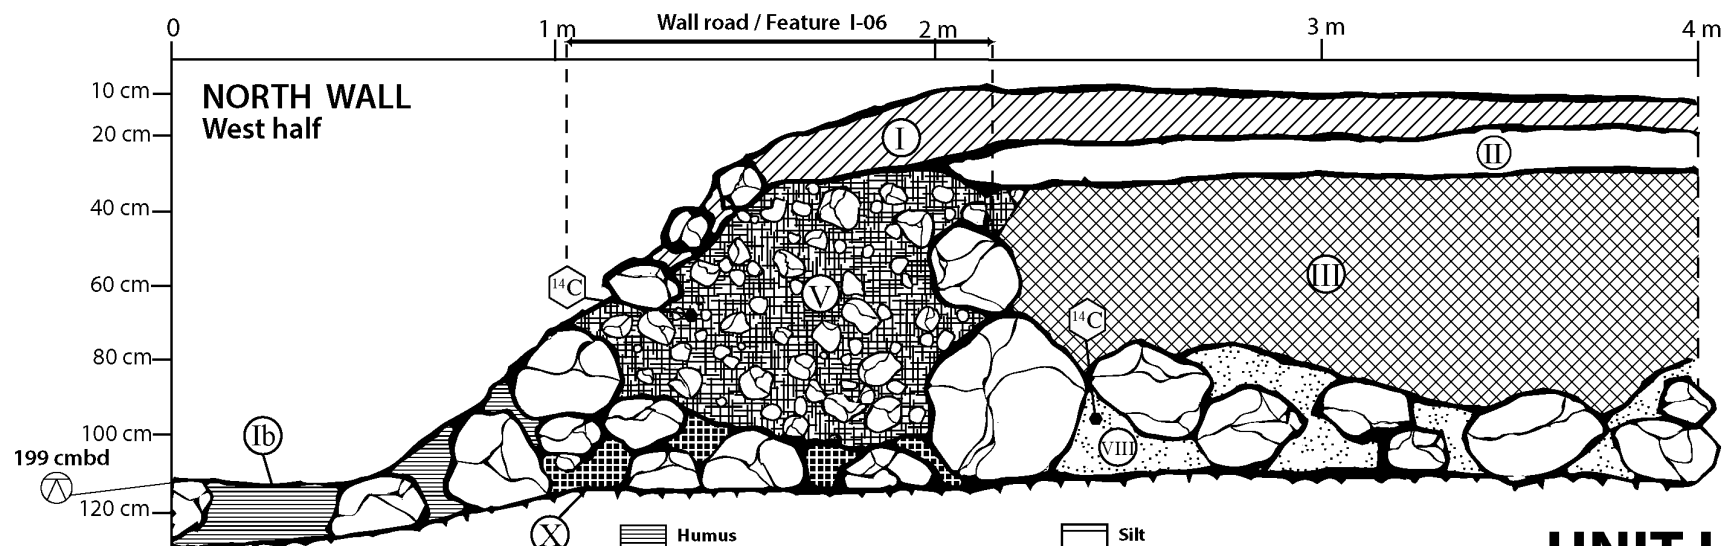 Wall road / Feature I-06
0 1 m 2 m 3 m 4 m
10 cm
NORTH WALL
West half
20 cm
I
II
40 cm
60 cm
14C
V
III
14C
80 cm
100 cm
Ib
VIII
199 cmbd
120 cm
X
Humus
Silt
UNIT I